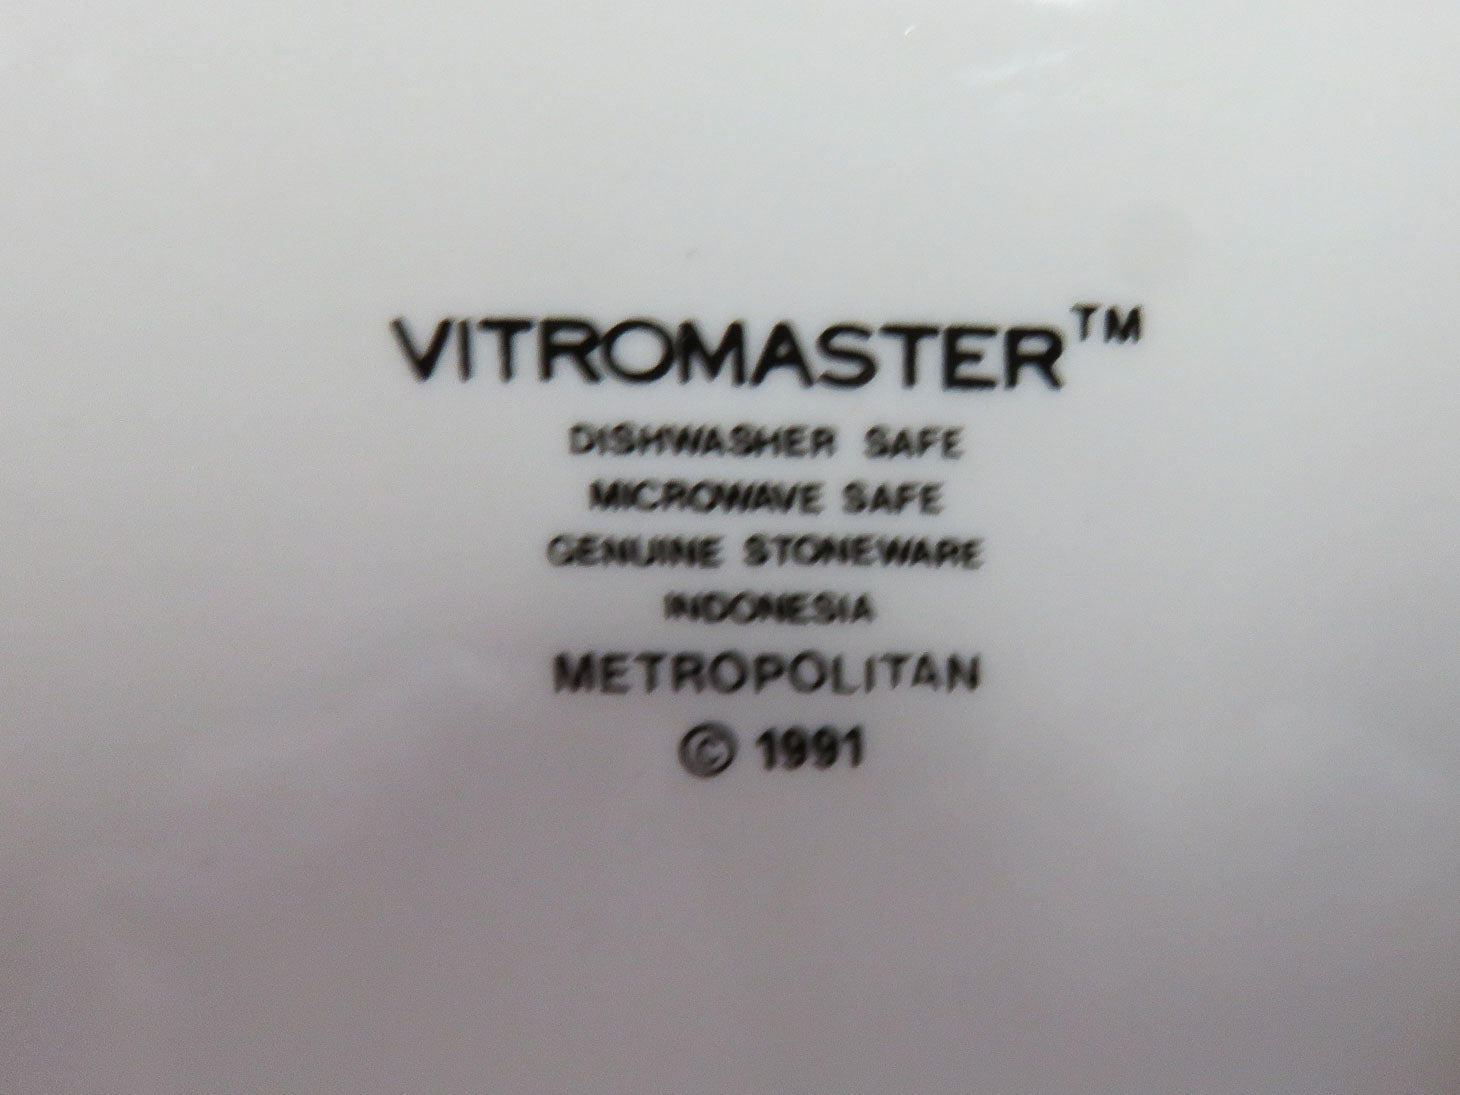 VITROMASTER™
DISHWASHER SAFE
MICROWAVE SAFE
GENUINE STONEWARE
INDONESIA
METROPOLITAN
© 1991